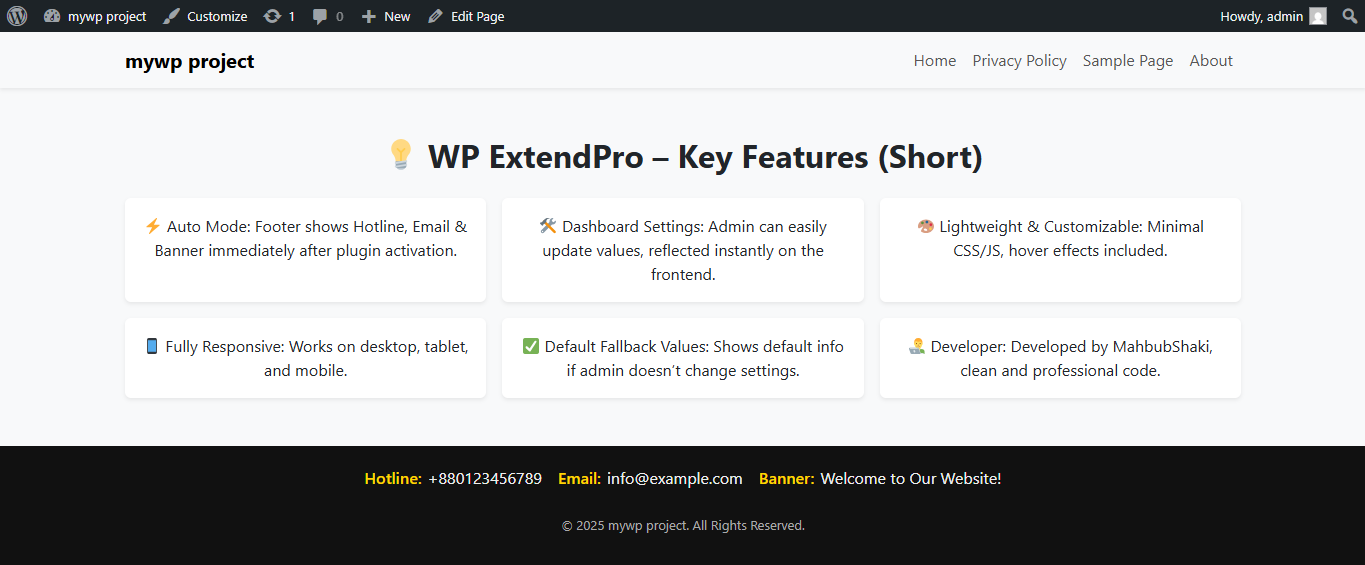 mywp project Customize 1 0 New Edit Page Howdy, admin
mywp project Home Privacy Policy Sample Page About
💡 WP ExtendPro – Key Features (Short)
⚡ Auto Mode: Footer shows Hotline, Email &
Banner immediately after plugin activation.
🛠️ Dashboard Settings: Admin can easily
update values, reflected instantly on the
frontend.
🎨 Lightweight & Customizable: Minimal
CSS/JS, hover effects included.
📱 Fully Responsive: Works on desktop, tablet,
and mobile.
✅ Default Fallback Values: Shows default info
if admin doesn’t change settings.
👨‍💻 Developer: Developed by MahbubShaki,
clean and professional code.
Hotline: +880123456789 Email: info@example.com Banner: Welcome to Our Website!
© 2025 mywp project. All Rights Reserved.